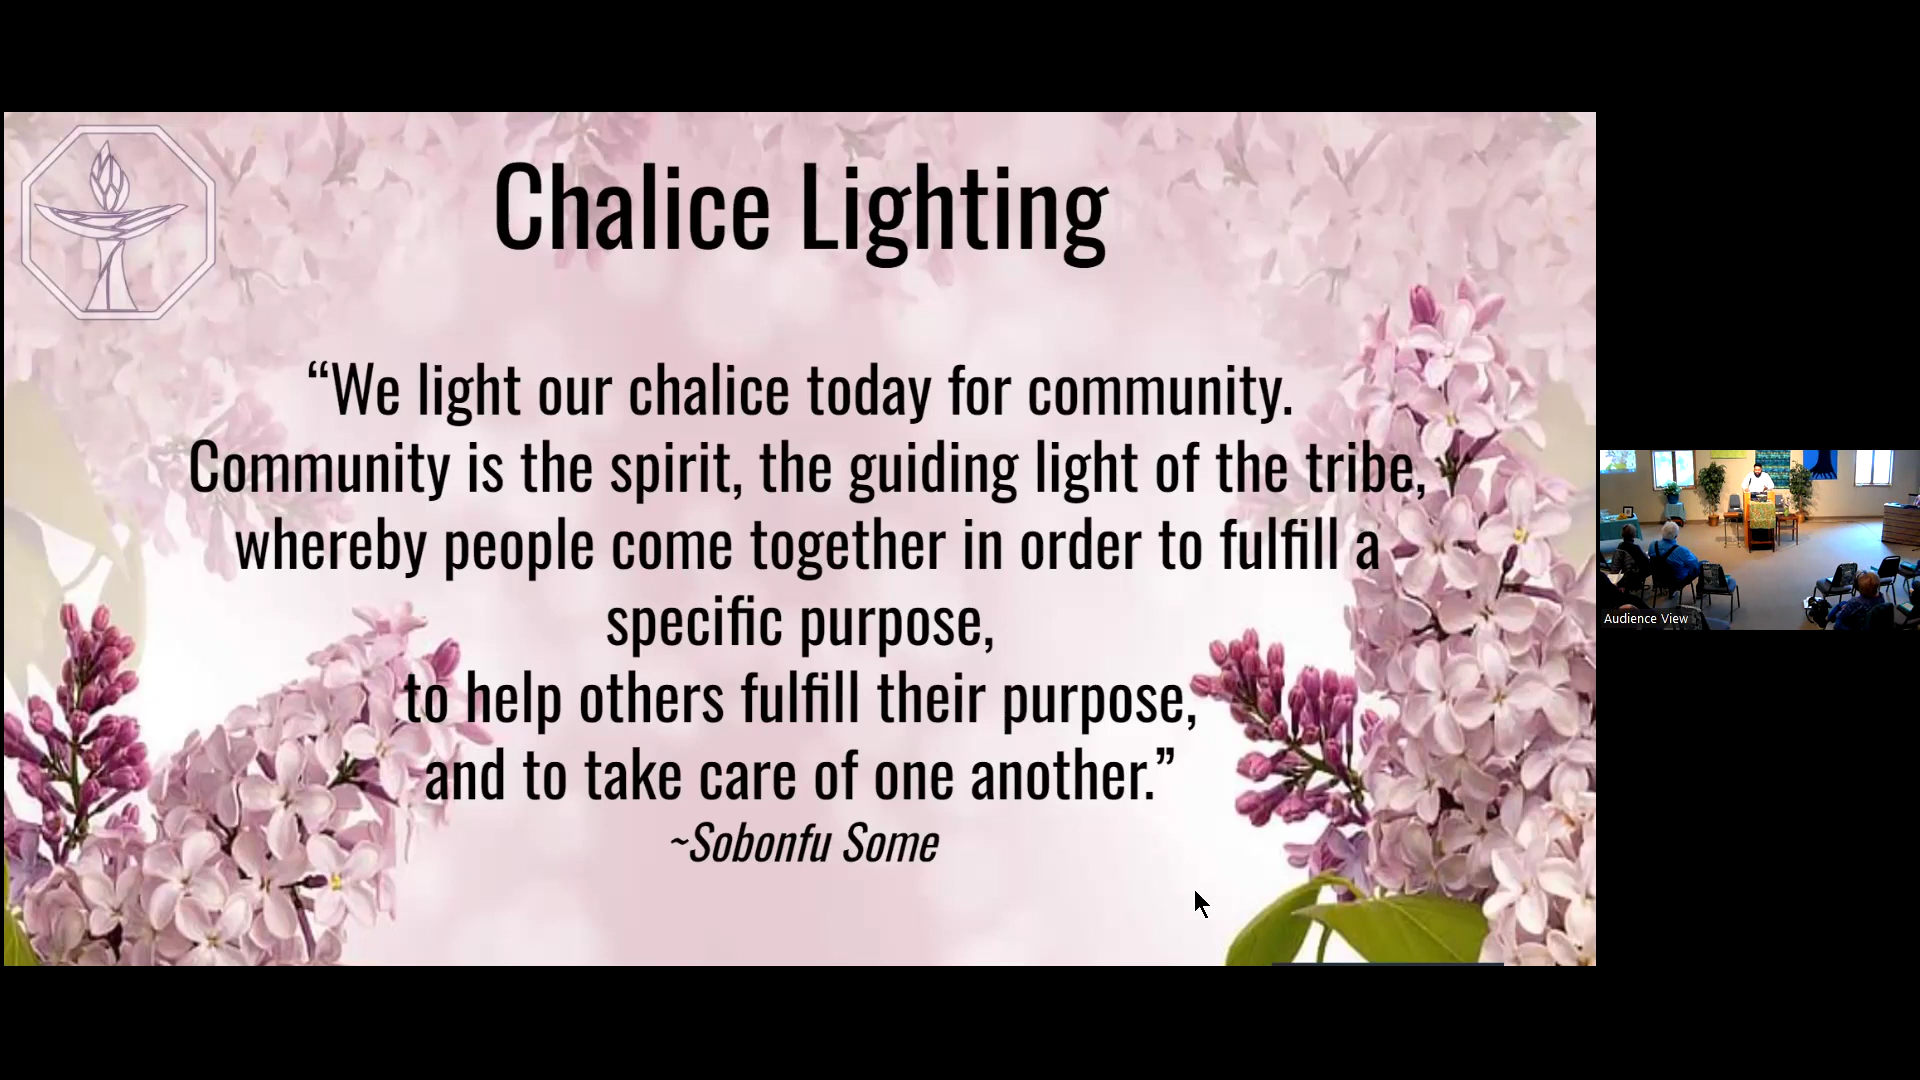 Chalice Lighting
“We light our chalice today for community.
Community is the spirit, the guiding light of the tribe,
whereby people come together in order to fulfill a
specific purpose,
to help others fulfill their purpose,
and to take care of one another.”
~Sobonfu Some
Audience View